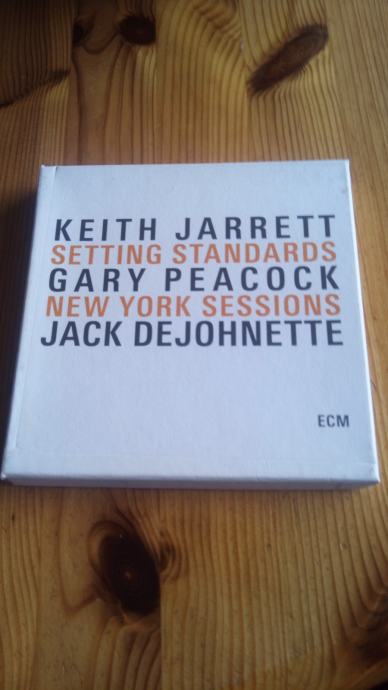 KEITH JARRETT
SETTING STANDARDS
GARY PEACOCK
NEW YORK SESSIONS
JACK DEJOHNETTE
ECM